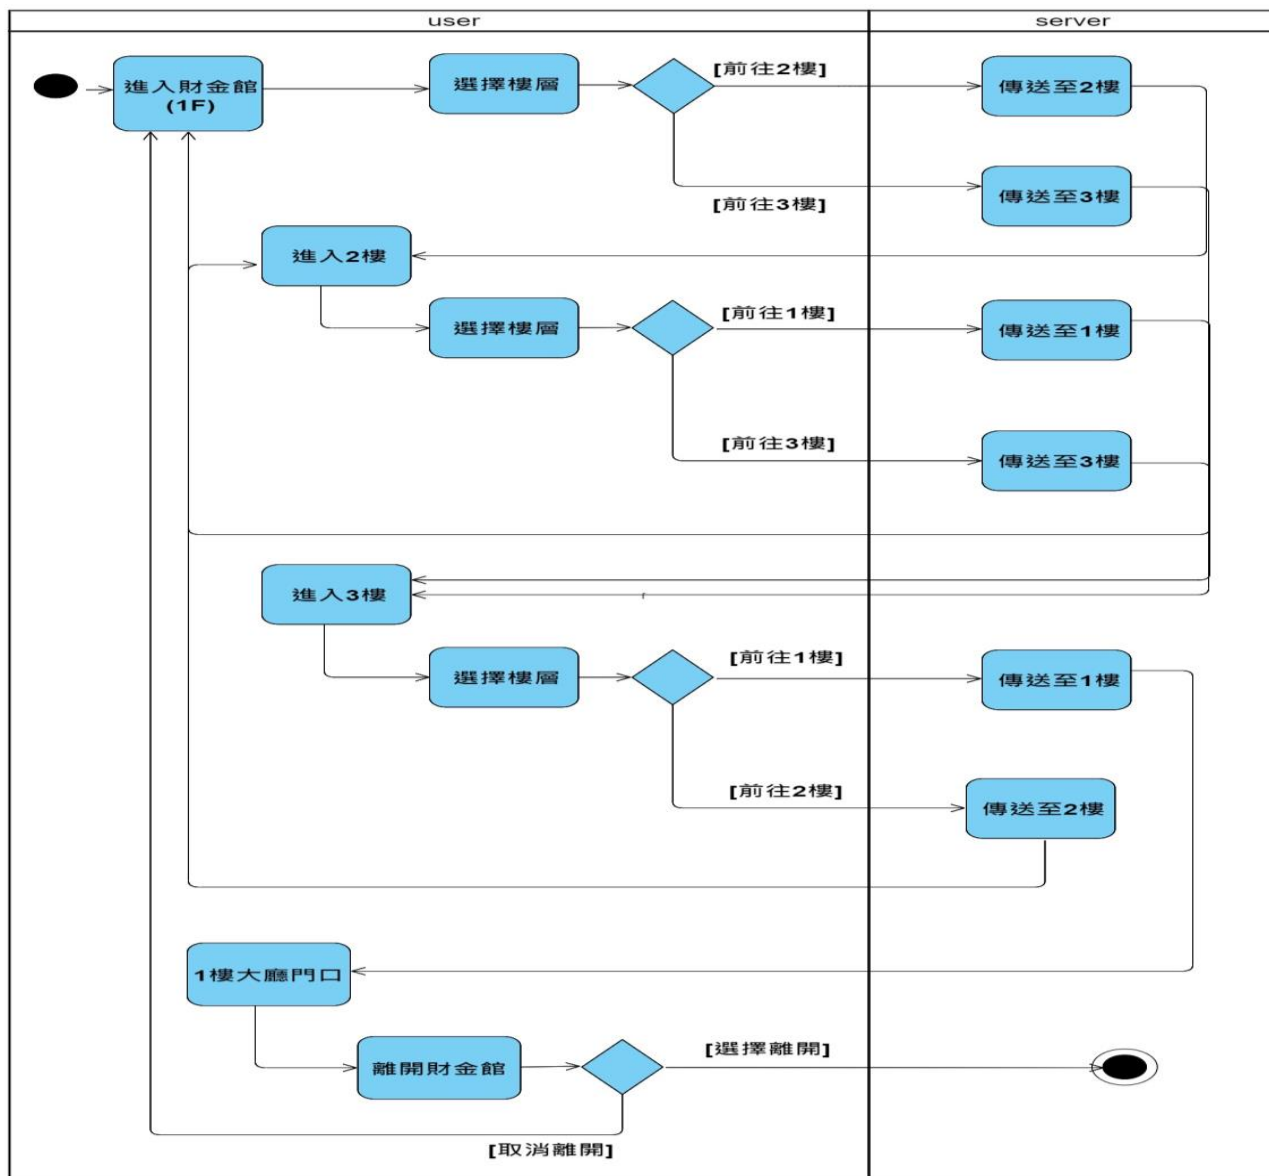 user
server
進入財金館
(1F)
選擇樓層
[前往2樓]
傳送至2樓
[前往3樓]
傳送至3樓
進入2樓
選擇樓層
[前往1樓]
傳送至1樓
[前往3樓]
傳送至3樓
進入3樓
選擇樓層
[前往1樓]
傳送至1樓
[前往2樓]
傳送至2樓
1樓大廳門口
離開財金館
[選擇離開]
[取消離開]